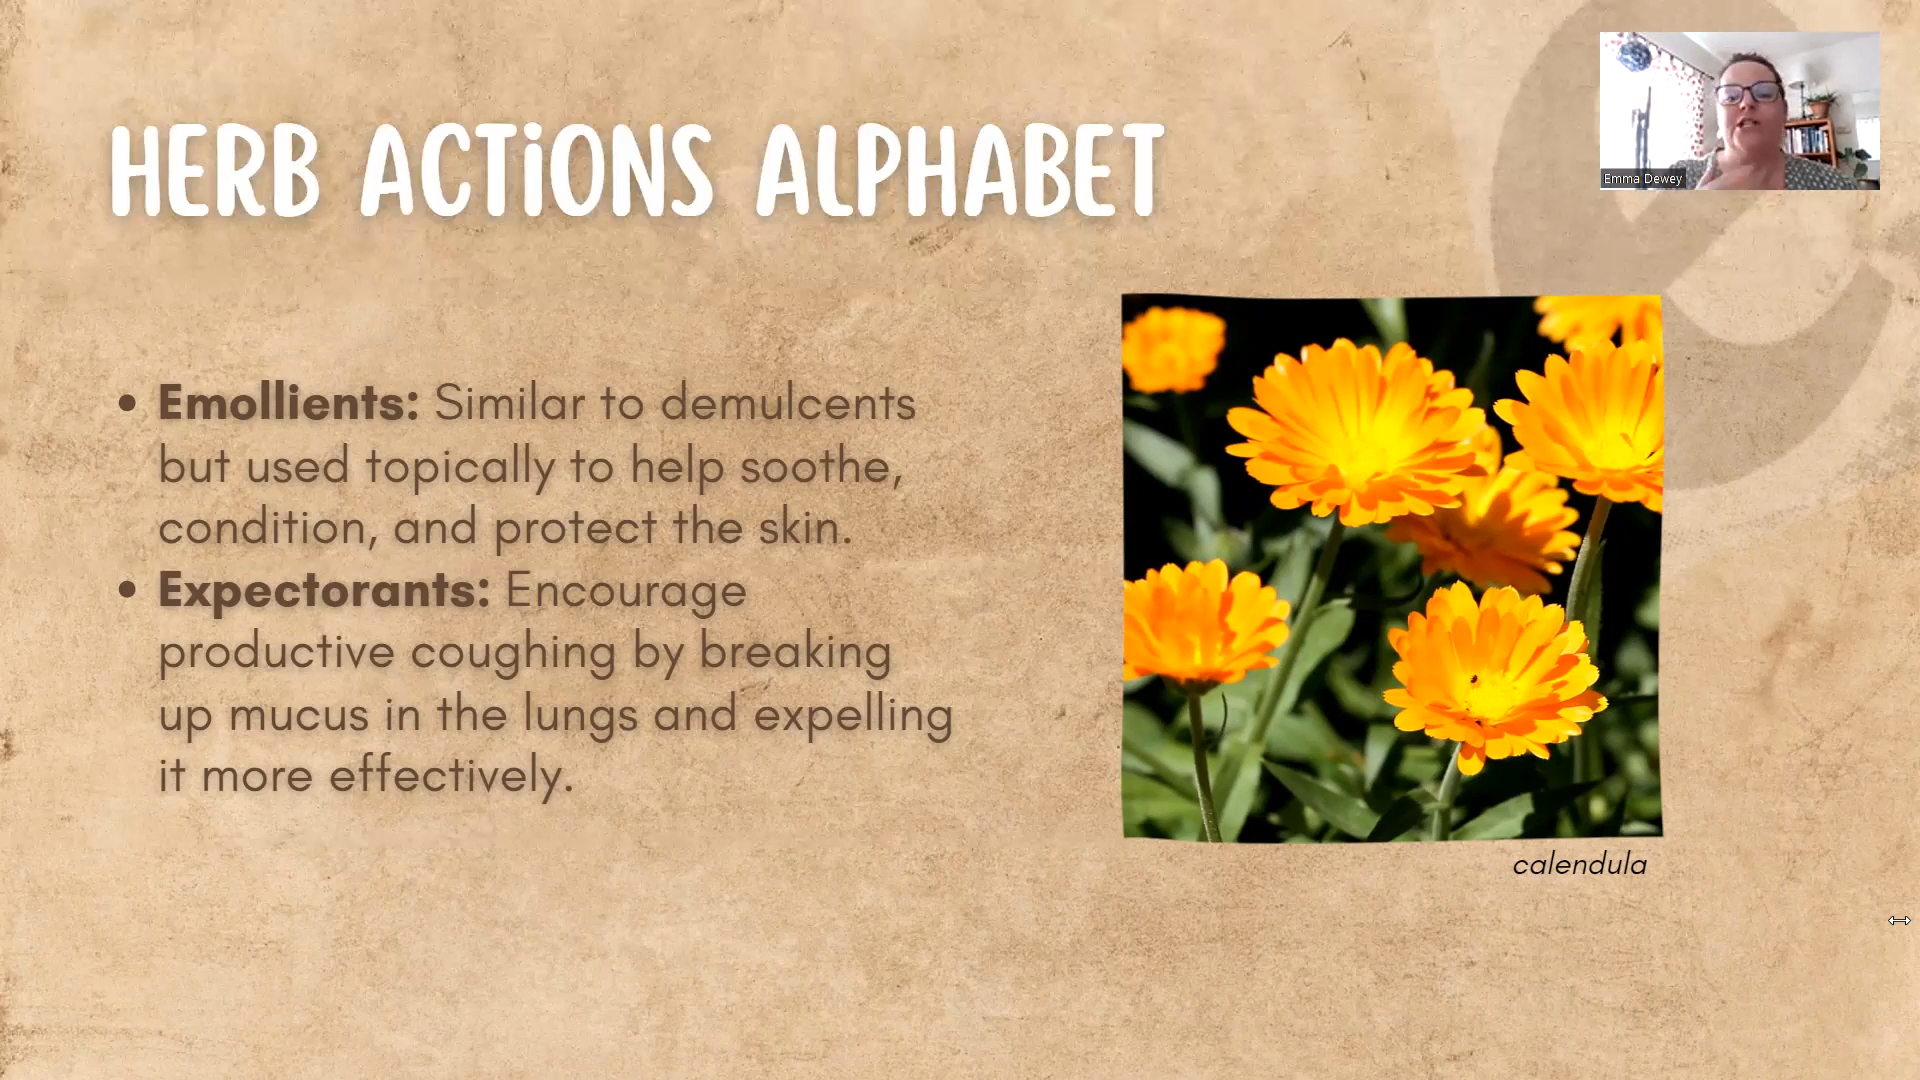 HERB ACTiONS ALPHABET
Emma Dewey
• Emollients: Similar to demulcents
but used topically to help soothe,
condition, and protect the skin.
• Expectorants: Encourage
productive coughing by breaking
up mucus in the lungs and expelling
it more effectively.
calendula
e